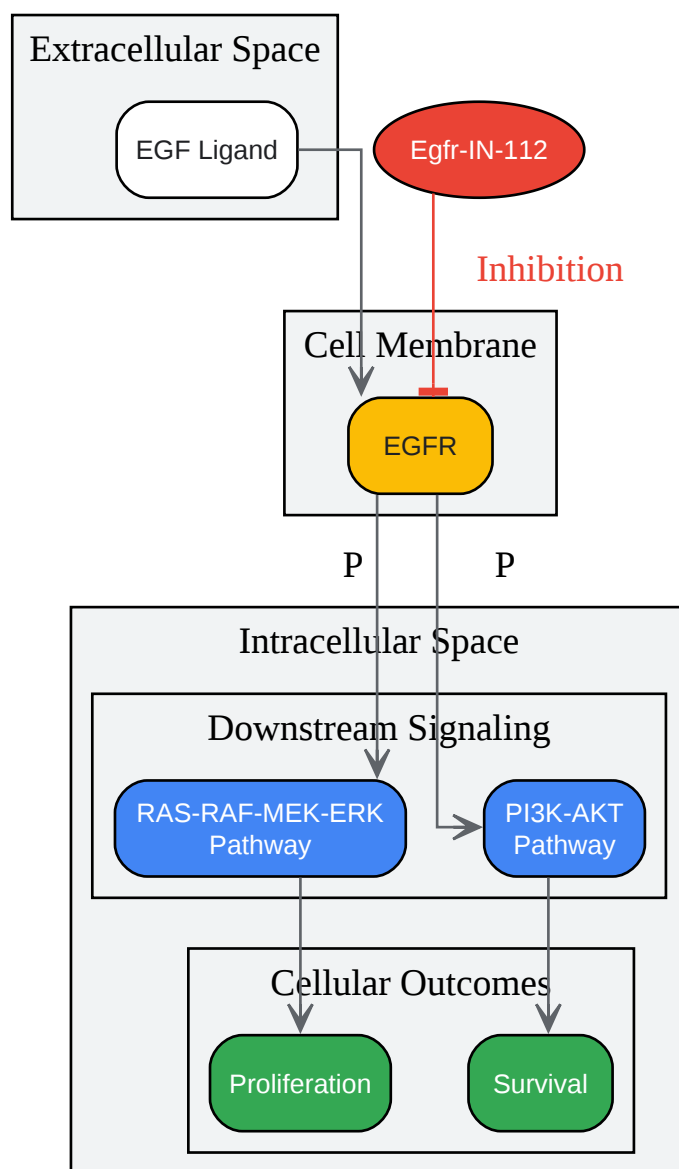 Extracellular Space
EGF Ligand
Egfr-IN-112
Inhibition
Cell Membrane
EGFR
P
P
Intracellular Space
Downstream Signaling
RAS-RAF-MEK-ERK
Pathway
PI3K-AKT
Pathway
Cellular Outcomes
Proliferation
Survival